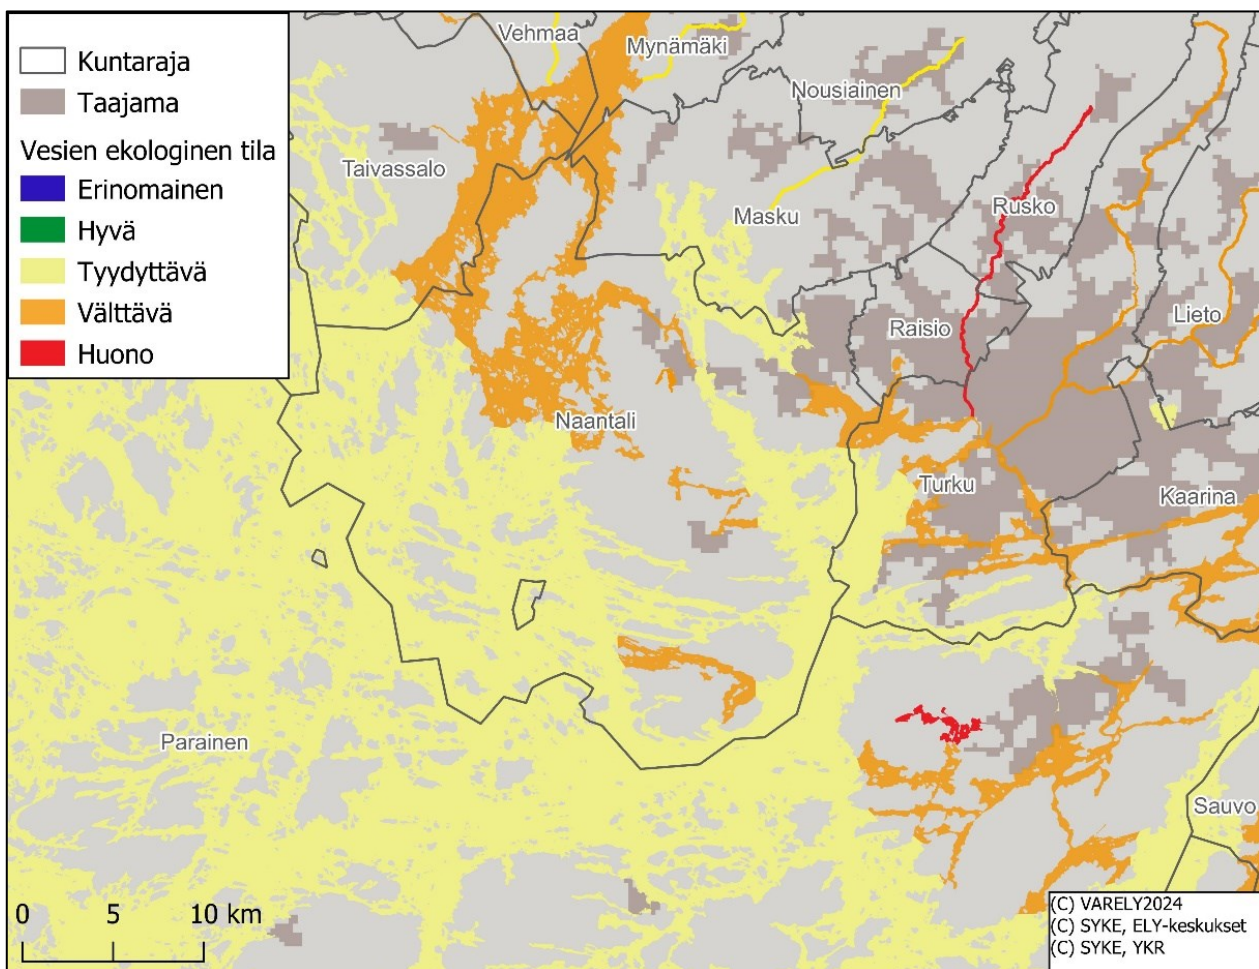 Kuntaraja
Taajama
Vesien ekologinen tila
Erinomainen
Hyvä
Tyydyttävä
Välttävä
Huono
Vehmaa
Mynämäki
Nousiainen
Taivassalo
Masku
Rusko
Raisio
Lieto
Naantali
Turku
Kaarina
Parainen
Sauvo
0 5 10 km
(C) VARELY2024
(C) SYKE, ELY-keskukset
(C) SYKE, YKR